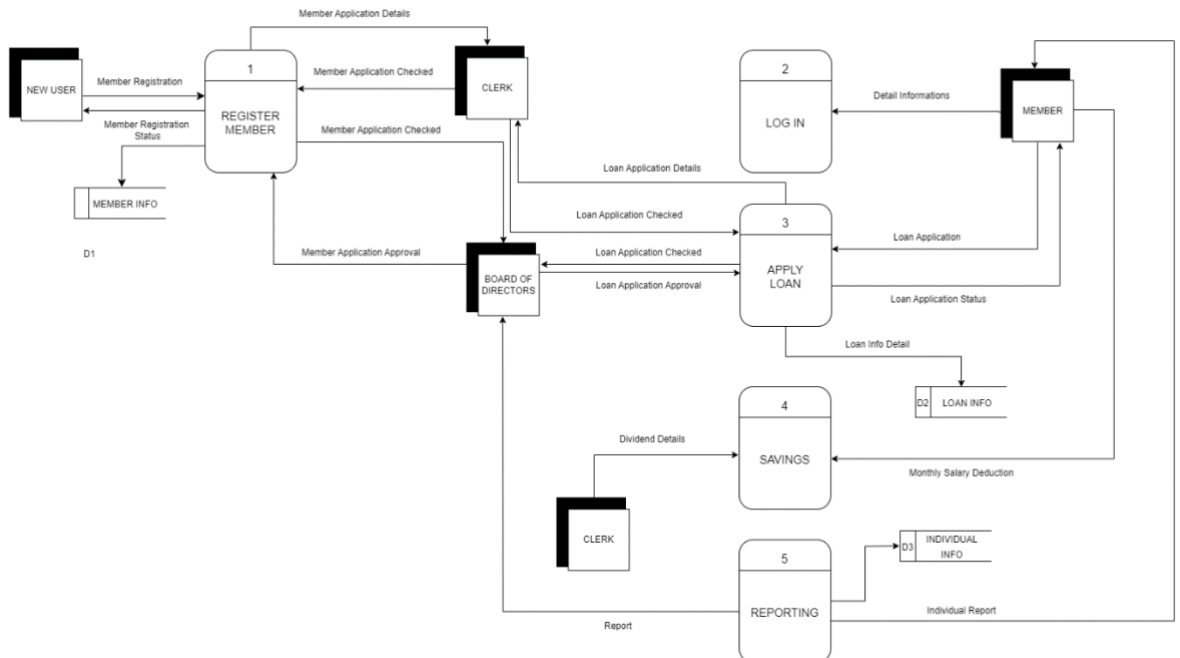 Member Application Details
1
2
Member Application Checked
NEW USER
Member Registration
CLERK
Detail Informations
MEMBER
REGISTER
MEMBER
LOG IN
Member Registration
Status
Member Application Checked
Loan Application Details
MEMBER INFO
D1
Loan Application Checked
3
Loan Application
Member Application Approval
Loan Application Checked
BOARD OF
DIRECTORS
APPLY
LOAN
Loan Application Approval
Loan Application Status
Loan Info Detail
D2
LOAN INFO
4
Dividend Details
SAVINGS
Monthly Salary Deduction
CLERK
D3
INDIVIDUAL
INFO
5
REPORTING
Report
Individual Report